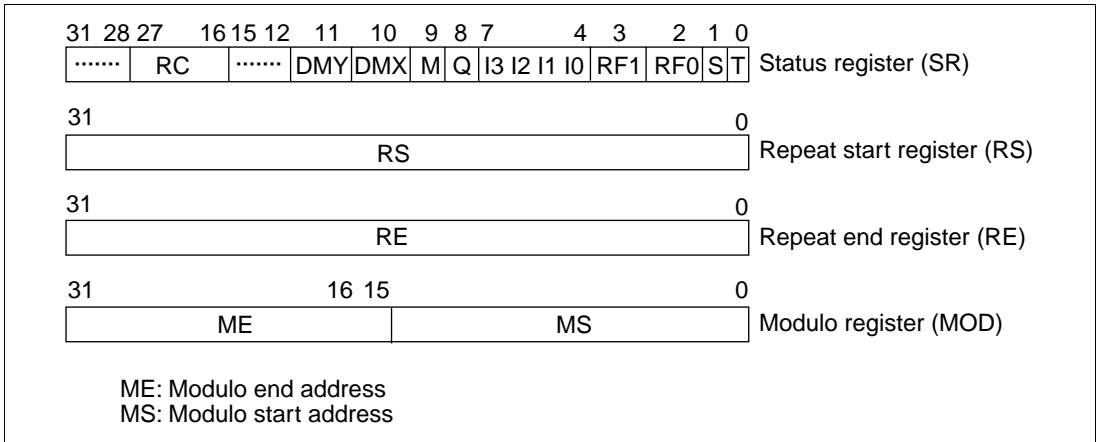 31 28 27 16 15 12 11 10 9 8 7 4 3 2 1 0
....... RC ....... DMY DMX M Q I3 I2 I1 I0 RF1 RF0 S T Status register (SR)
31 0
RS Repeat start register (RS)
31 0
RE Repeat end register (RE)
31 16 15 0
ME MS Modulo register (MOD)
ME: Modulo end address
MS: Modulo start address